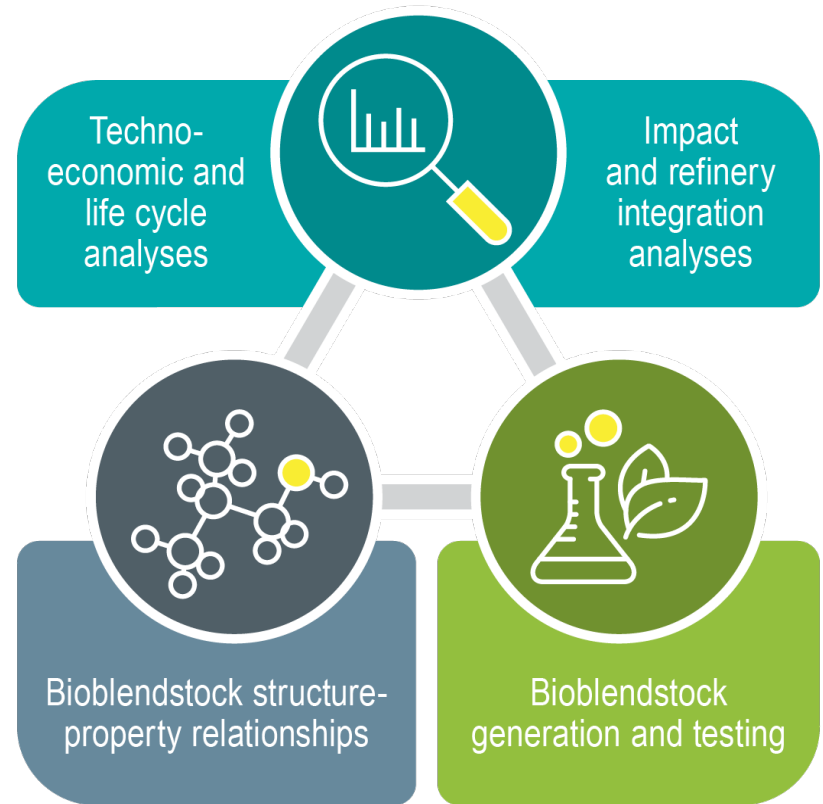 Techno-
economic and
life cycle
analyses
Impact
and refinery
integration
analyses
Bioblendstock structure-
property relationships
Bioblendstock
generation and testing